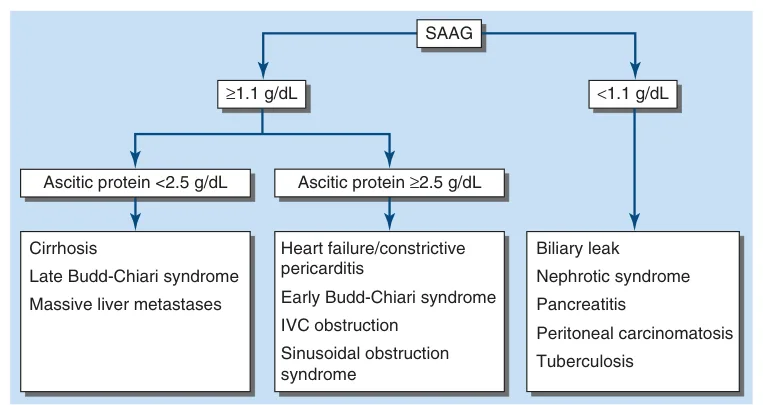 SAAG
≥1.1 g/dL
<1.1 g/dL
Ascitic protein <2.5 g/dL
Ascitic protein ≥2.5 g/dL
Cirrhosis
Late Budd-Chiari syndrome
Massive liver metastases
Heart failure/constrictive
pericarditis
Early Budd-Chiari syndrome
IVC obstruction
Sinusoidal obstruction
syndrome
Biliary leak
Nephrotic syndrome
Pancreatitis
Peritoneal carcinomatosis
Tuberculosis